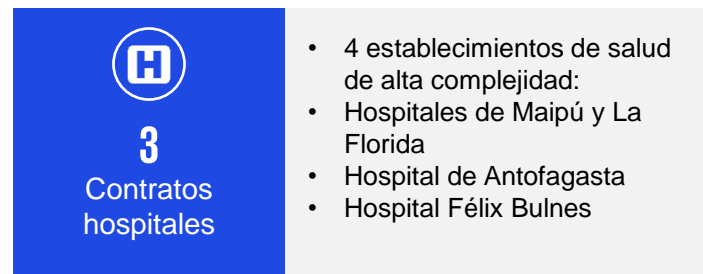 H
3
Contratos
hospitales
• 4 establecimientos de salud
de alta complejidad:
• Hospitales de Maipú y La
Florida
• Hospital de Antofagasta
• Hospital Félix Bulnes